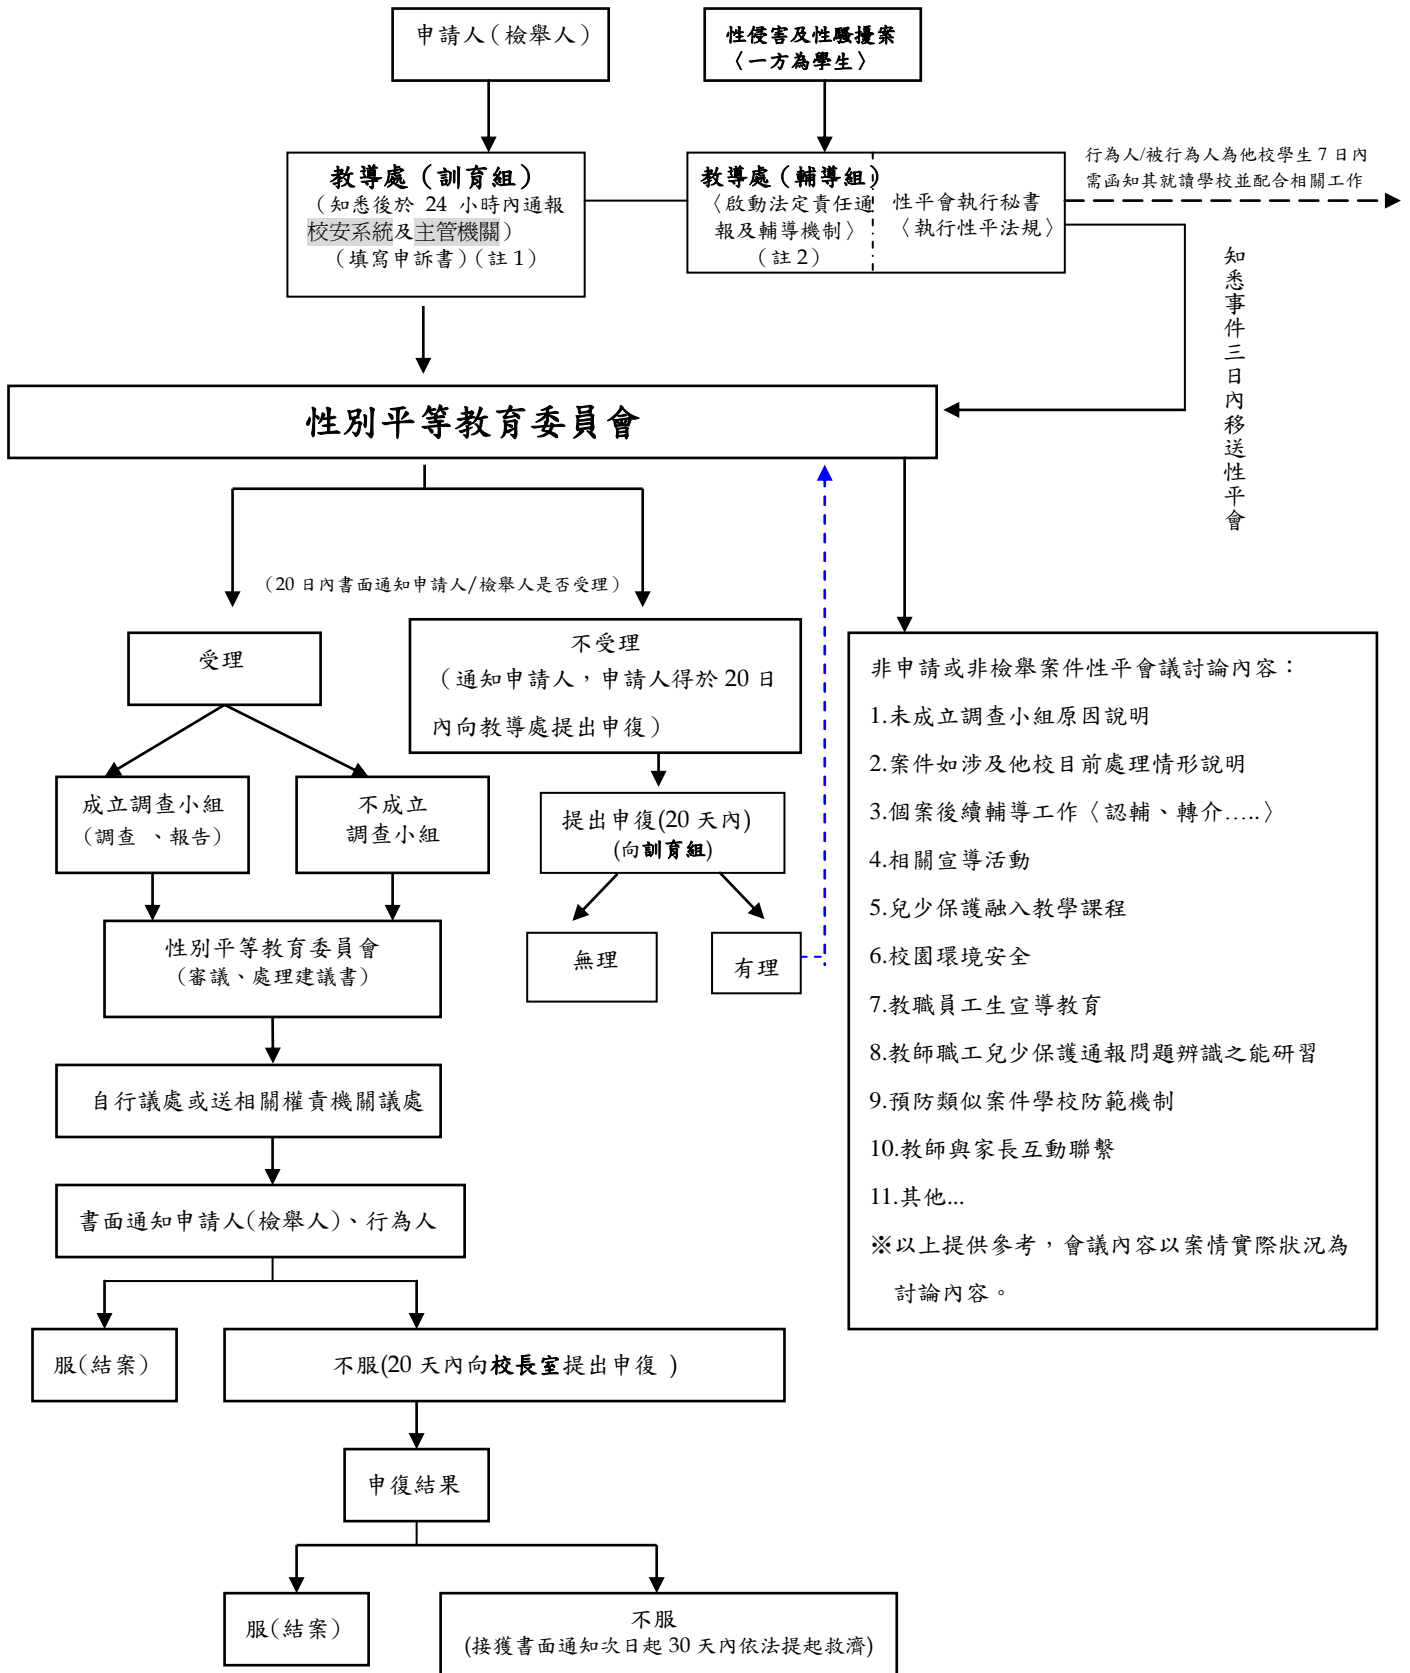 申請人（檢舉人）
性侵害及性騷擾案
〈一方為學生〉
教導處（訓育組）
（知悉後於 24 小時內通報
校安系統及主管機關）
（填寫申訴書）（註 1）
教導處（輔導組）
〈啟動法定責任通
報及輔導機制〉
（註 2）
性平會執行秘書
〈執行性平法規〉
行為人/被行為人為他校學生 7 日內
需函知其就讀學校並配合相關工作
知悉事件三日內移送性平會
性別平等教育委員會
（20 日內書面通知申請人/檢舉人是否受理）
受理
不受理
（通知申請人，申請人得於 20 日
內向教導處提出申復）
成立調查小組
（調查 、報告）
不成立
調查小組
提出申復(20 天內)
(向訓育組)
無理
有理
性別平等教育委員會
（審議、處理建議書）
自行議處或送相關權責機關議處
書面通知申請人（檢舉人）、行為人
服（結案）
不服(20 天內向校長室提出申復 )
申復結果
服（結案）
不服
(接獲書面通知次日起 30 天內依法提起救濟)
非申請或非檢舉案件性平會議討論內容：
1.未成立調查小組原因說明
2.案件如涉及他校目前處理情形說明
3.個案後續輔導工作〈認輔、轉介…..〉
4.相關宣導活動
5.兒少保護融入教學課程
6.校園環境安全
7.教職員工生宣導教育
8.教師職工兒少保護通報問題辨識之能研習
9.預防類似案件學校防範機制
10.教師與家長互動聯繫
11.其他...
※以上提供參考，會議內容以案情實際狀況為
討論內容。